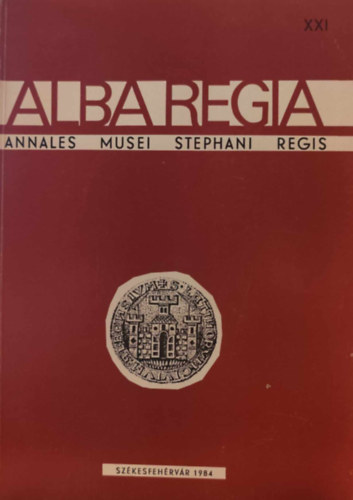 XXI
ALBA REGIA
ANNALES MUSEI STEPHANI REGIS
SZÉKESFEHÉRVÁR 1984